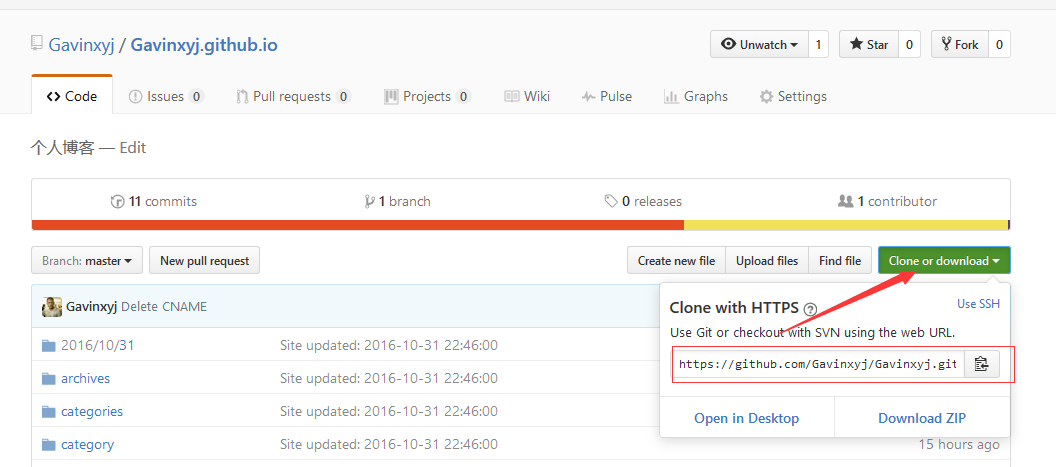 Gavinxyj / Gavinxyj.github.io
Unwatch 1 Star 0 Fork 0
Code Issues 0 Pull requests 0 Projects 0 Wiki Pulse Graphs Settings
个人博客 — Edit
11 commits 1 branch 0 releases 1 contributor
Branch: master New pull request Create new file Upload files Find file Clone or download
Gavinxyj Delete CNAME
Clone with HTTPS ? Use SSH
Use Git or checkout with SVN using the web URL.
2016/10/31 Site updated: 2016-10-31 22:46:00
https://github.com/Gavinxyj/Gavinxyj.git
archives Site updated: 2016-10-31 22:46:00
categories Site updated: 2016-10-31 22:46:00
Open in Desktop Download ZIP
category Site updated: 2016-10-31 22:46:00 15 hours ago